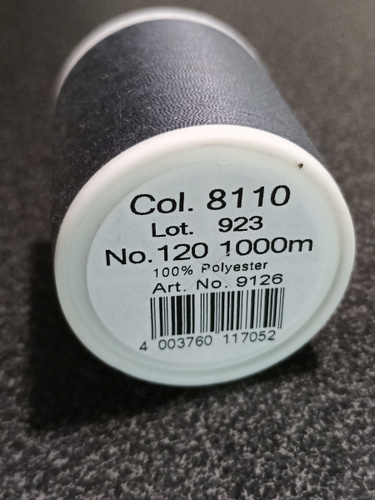 Col. 8110
Lot. 923
No.120 1000m
100% Polyester
Art. No. 9126
4 003760 117052